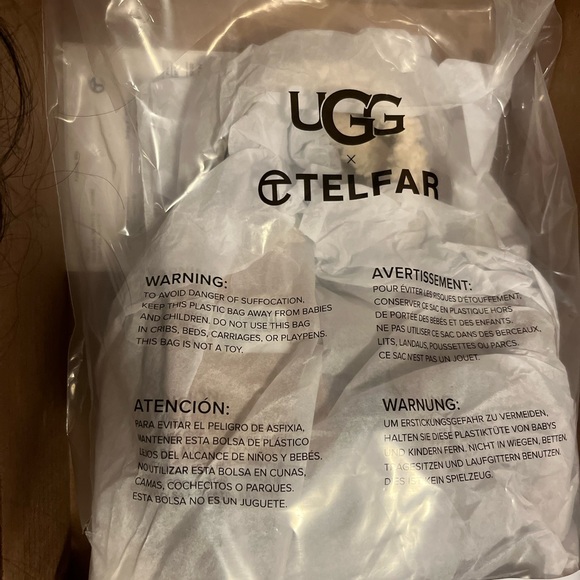 UGG
×
TELFAR
WARNING:
TO AVOID DANGER OF SUFFOCATION,
KEEP THIS PLASTIC BAG AWAY FROM BABIES
AND CHILDREN. DO NOT USE THIS BAG
IN CRIBS, BEDS, CARRIAGES, OR PLAYPENS.
THIS BAG IS NOT A TOY.
AVERTISSEMENT:
POUR ÉVITER LES RISQUES D'ÉTOUFFEMENT,
CONSERVER CE SAC EN PLASTIQUE HORS
DE PORTÉE DES BÉBÉS ET DES ENFANTS.
NE PAS UTILISER CE SAC DANS DES BERCEAUX,
LITS, LANDAUS, POUSSETTES OU PARCS.
CE SAC N'EST PAS UN JOUET.
ATENCIÓN:
PARA EVITAR EL PELIGRO DE ASFIXIA,
MANTENER ESTA BOLSA DE PLÁSTICO
LEJOS DEL ALCANCE DE NIÑOS Y BEBÉS.
NO UTILIZAR ESTA BOLSA EN CUNAS,
CAMAS, COCHECITOS O PARQUES.
ESTA BOLSA NO ES UN JUGUETE.
WARNUNG:
UM ERSTICKUNGSGEFAHR ZU VERMEIDEN,
HALTEN SIE DIESE PLASTIKTÜTE VON BABYS
UND KINDERN FERN. NICHT IN WIEGEN, BETTEN,
TRAGESITZEN UND LAUFGITTERN BENUTZEN.
DIES IST KEIN SPIELZEUG.